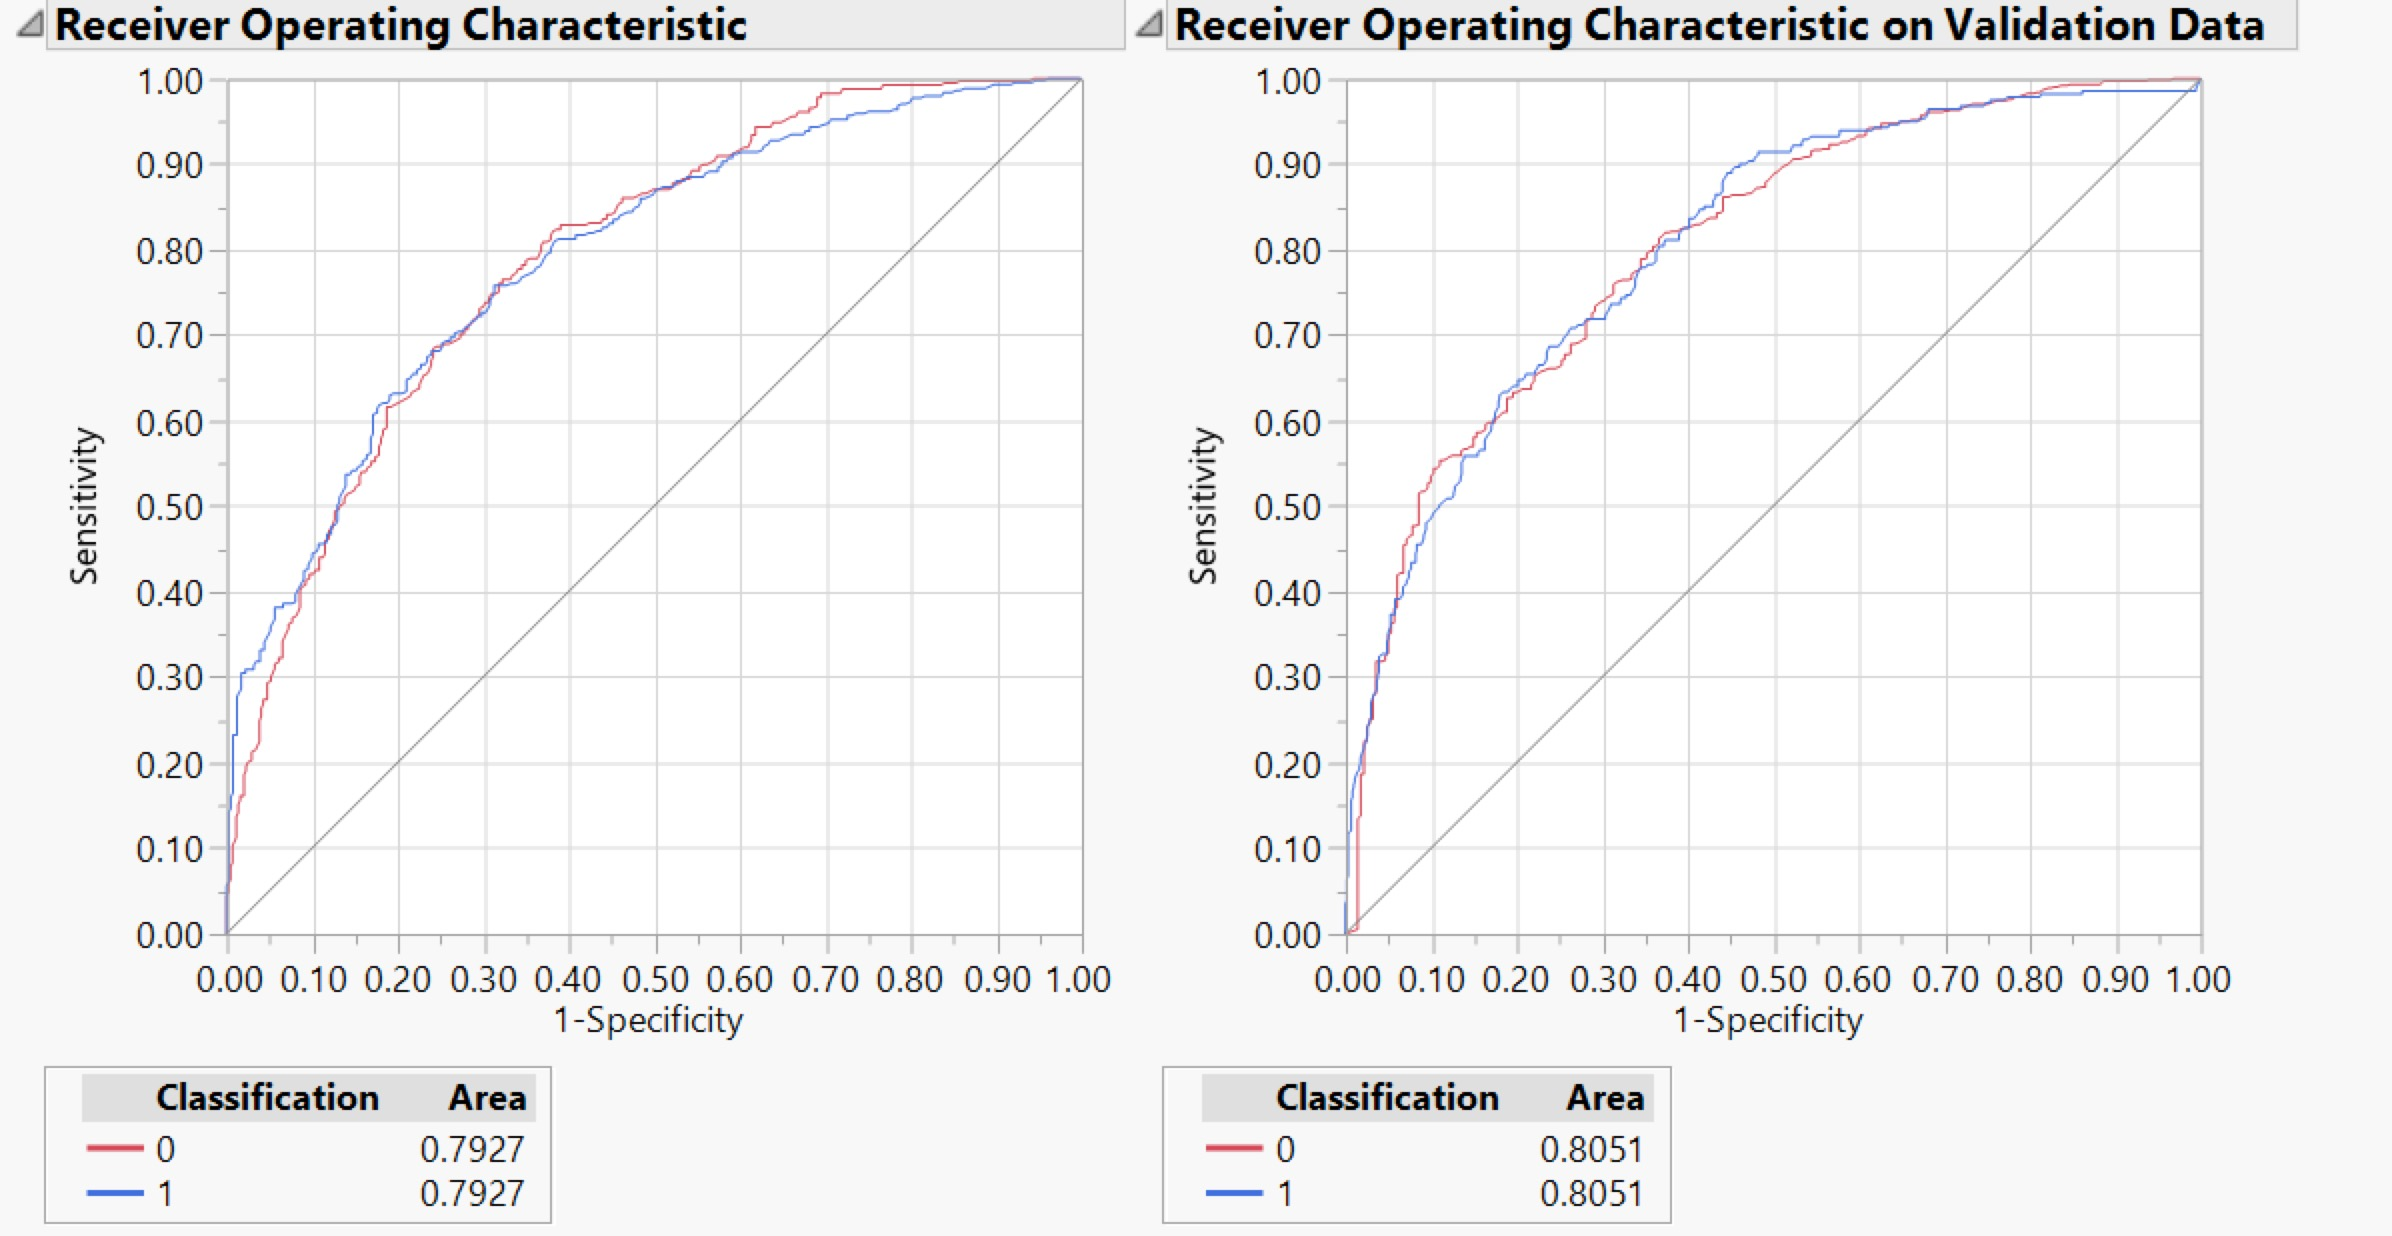 Receiver Operating Characteristic
1.00
0.90
0.80
0.70
0.60
0.50
0.40
0.30
0.20
0.10
0.00
Sensitivity
0.00 0.10 0.20 0.30 0.40 0.50 0.60 0.70 0.80 0.90 1.00
1-Specificity
Classification Area
0 0.7927
1 0.7927
Receiver Operating Characteristic on Validation Data
1.00
0.90
0.80
0.70
0.60
0.50
0.40
0.30
0.20
0.10
0.00
Sensitivity
0.00 0.10 0.20 0.30 0.40 0.50 0.60 0.70 0.80 0.90 1.00
1-Specificity
Classification Area
0 0.8051
1 0.8051